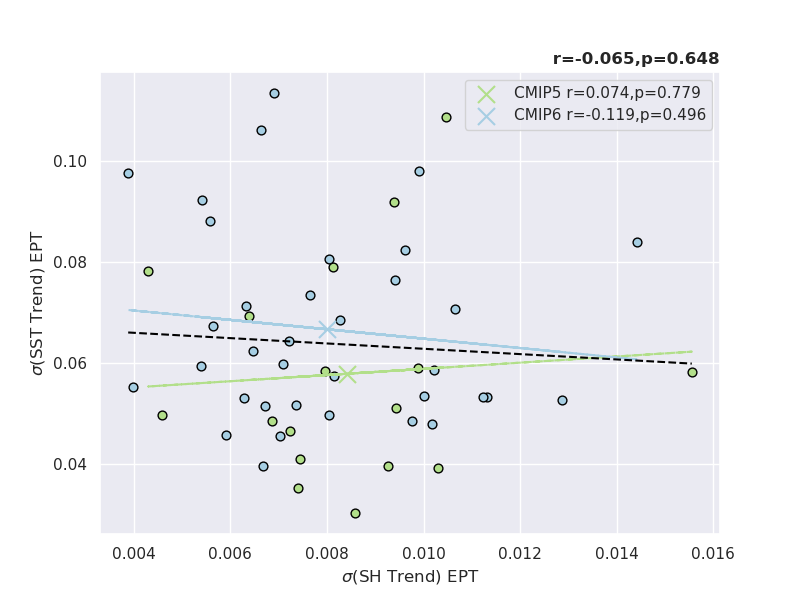 r=-0.065,p=0.648
CMIP5 r=0.074,p=0.779
CMIP6 r=-0.119,p=0.496
0.10
0.08
0.06
0.04
σ(SST Trend) EPT
0.004 0.006 0.008 0.010 0.012 0.014 0.016
σ(SH Trend) EPT